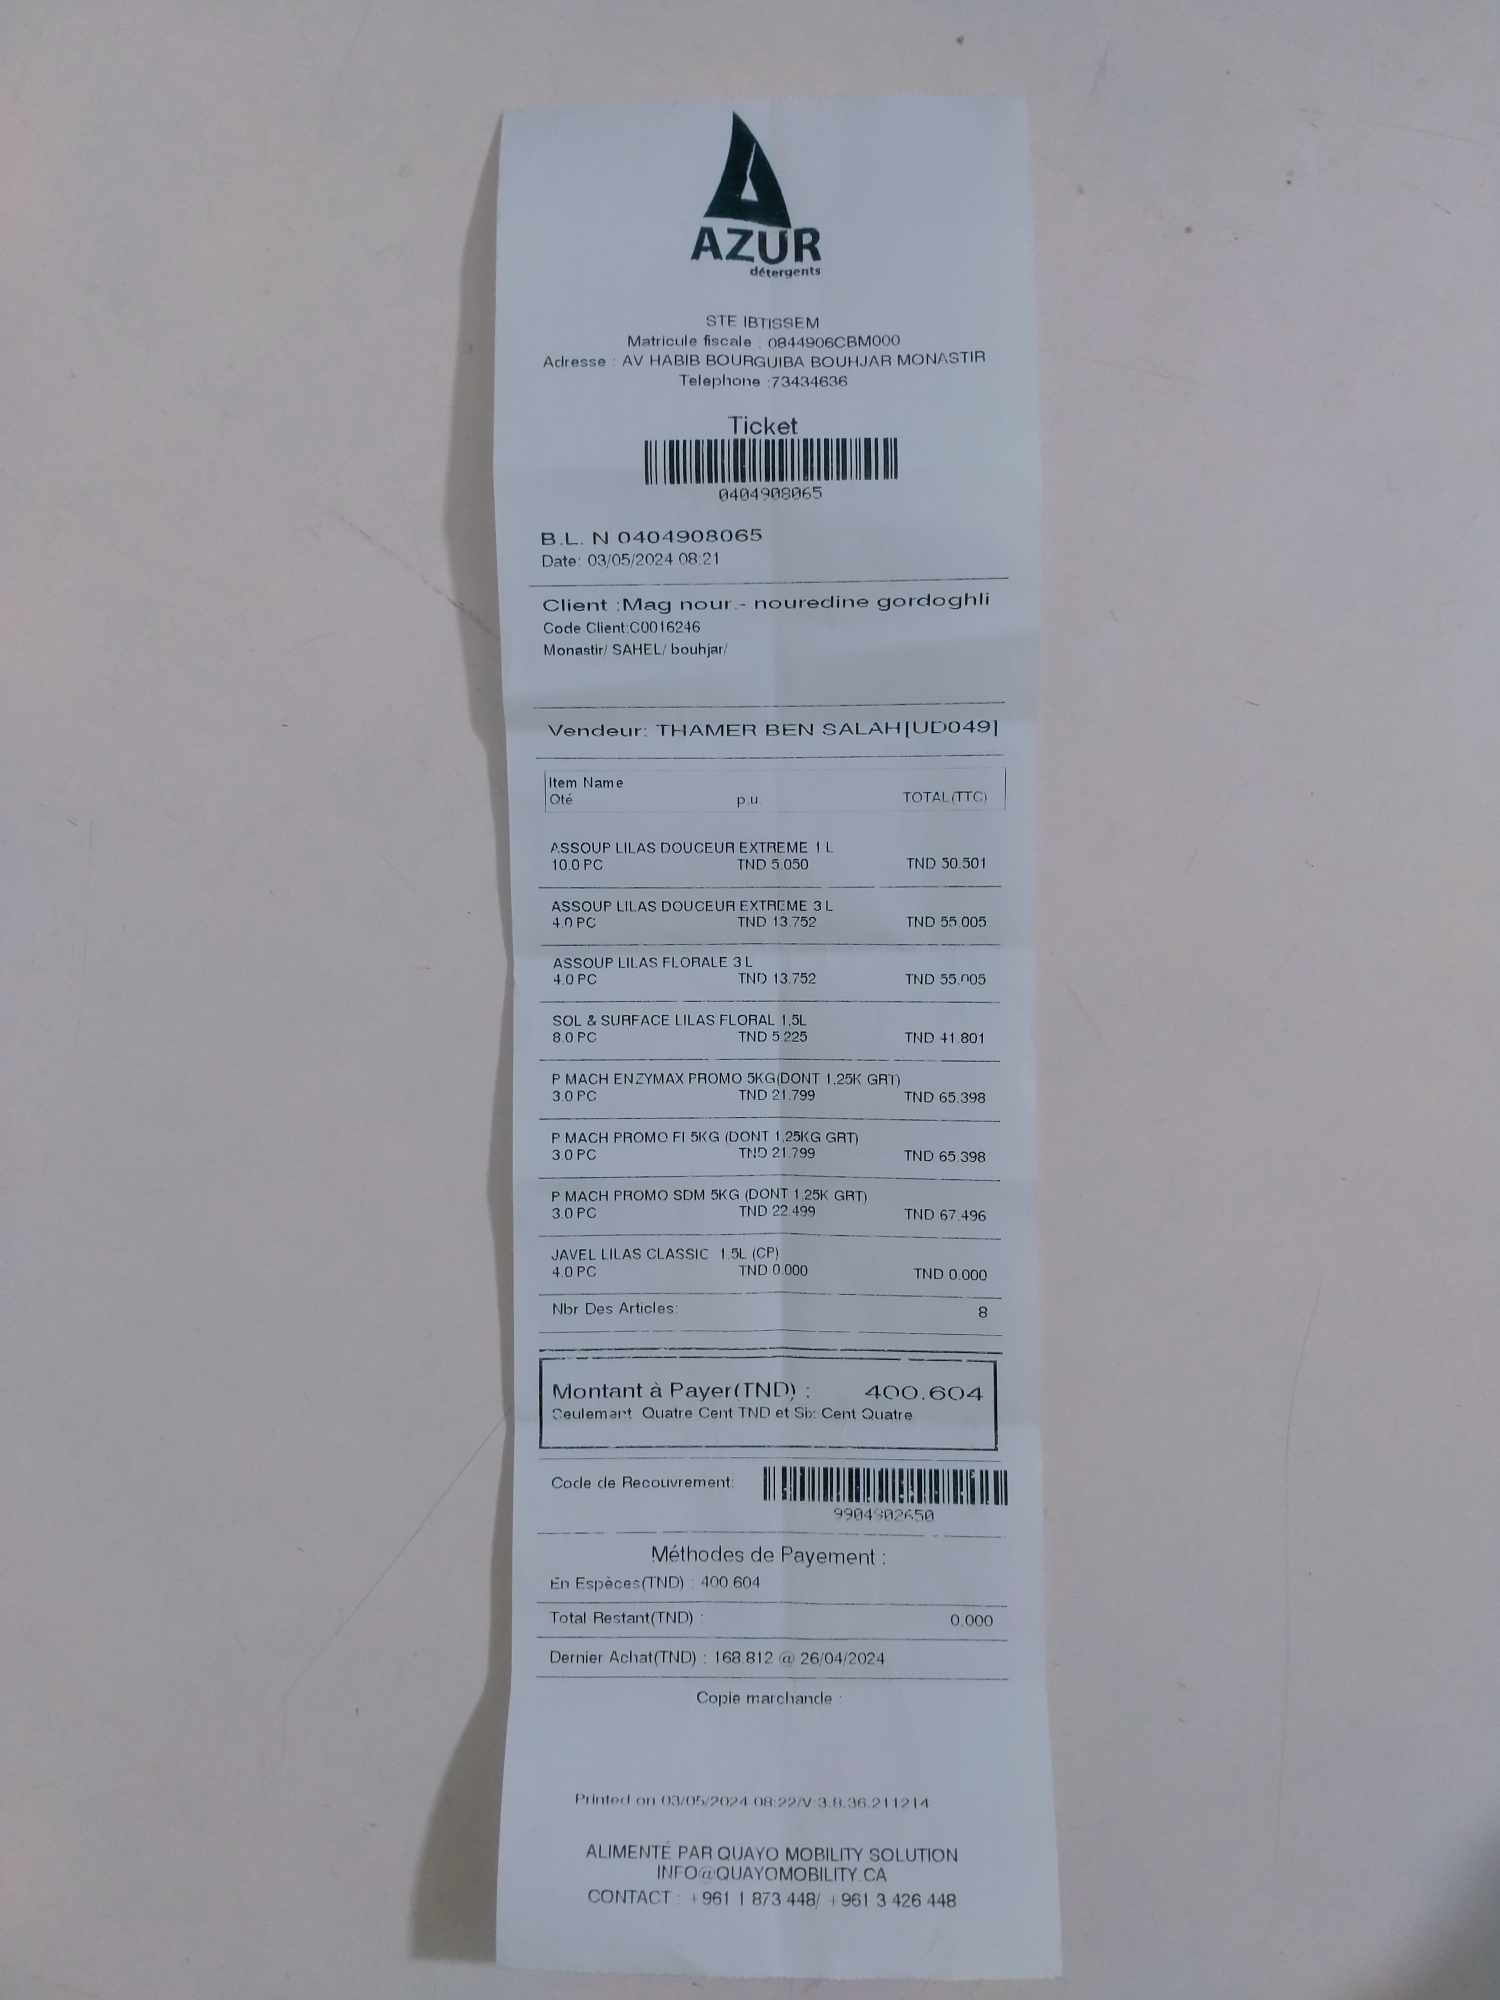 AZUR
détergents
STE IBTISSEM
Matricule fiscale : 0844906CBM000
Adresse : AV HABIB BOURGUIBA BOUHJAR MONASTIR
Telephone :73434636
Ticket
0404908065
B.L. N 0404908065
Date: 03/05/2024 08:21
Client :Mag nour.- nouredine gordoghli
Code Client:C0016246
Monastir/ SAHEL/ bouhjar/
Vendeur: THAMER BEN SALAH[UD049]
Item Name
Qté p.u. TOTAL(TTC)
ASSOUP LILAS DOUCEUR EXTREME 1 L
10.0 PC TND 5.050 TND 50.501
ASSOUP LILAS DOUCEUR EXTREME 3 L
4.0 PC TND 13.752 TND 55.005
ASSOUP LILAS FLORALE 3 L
4.0 PC TND 13.752 TND 55.005
SOL & SURFACE LILAS FLORAL 1,5L
8.0 PC TND 5.225 TND 41.801
P MACH ENZYMAX PROMO 5KG(DONT 1,25K GRT)
3.0 PC TND 21.799 TND 65.398
P MACH PROMO FI 5KG (DONT 1,25KG GRT)
3.0 PC TND 21.799 TND 65.398
P MACH PROMO SDM 5KG (DONT 1,25K GRT)
3.0 PC TND 22.499 TND 67.496
JAVEL LILAS CLASSIC 1.5L (CP)
4.0 PC TND 0.000 TND 0.000
Nbr Des Articles: 8
Montant à Payer(TND) : 400.604
Seulemant Quatre Cent TND et Six Cent Quatre
Code de Recouvrement:
9904902650
Méthodes de Payement :
En Espèces(TND) : 400.604
Total Restant(TND) : 0.000
Dernier Achat(TND) : 168.812 @ 26/04/2024
Copie marchande :
Printed on 03/05/2024 08:22/V:3.8.36.211214
ALIMENTÉ PAR QUAYO MOBILITY SOLUTION
INFO@QUAYOMOBILITY.CA
CONTACT : +961 1 873 448/ +961 3 426 448